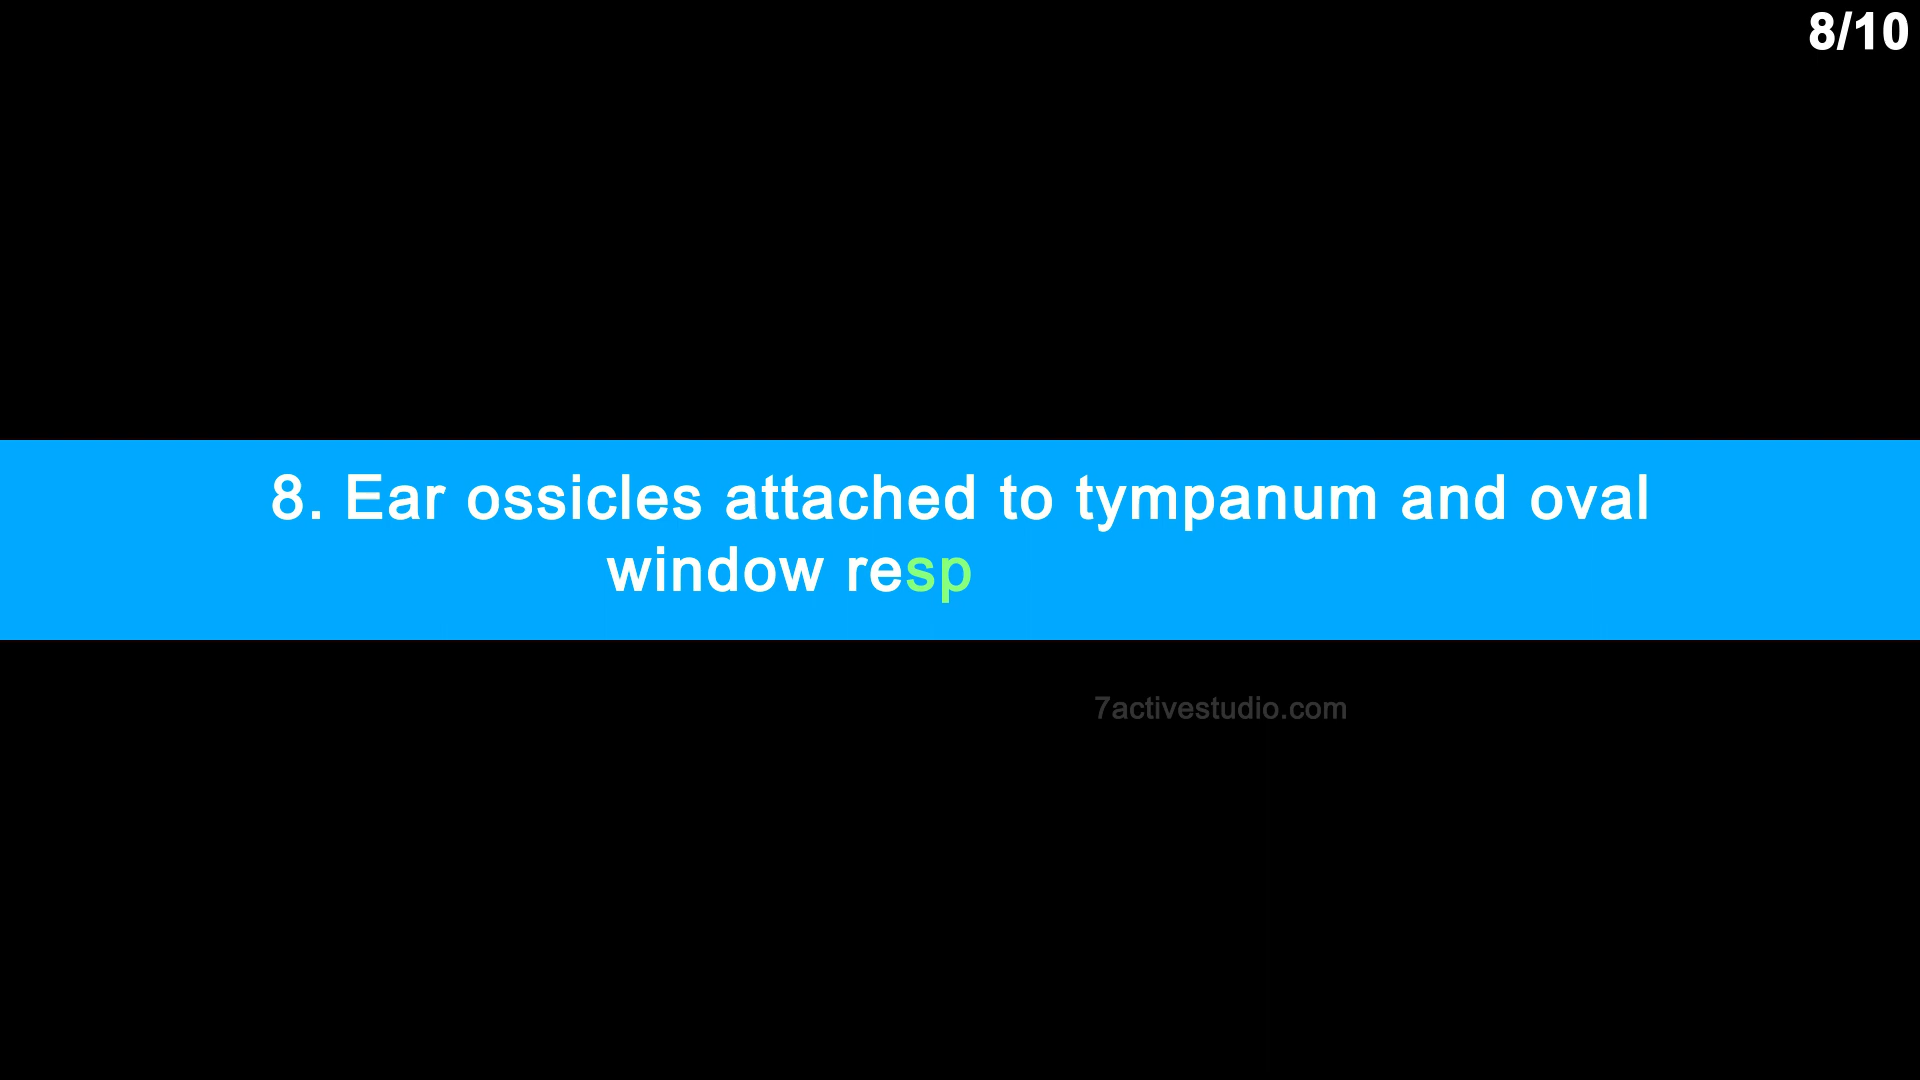 8/10
8. Ear ossicles attached to tympanum and oval
window resp
7activestudio.com